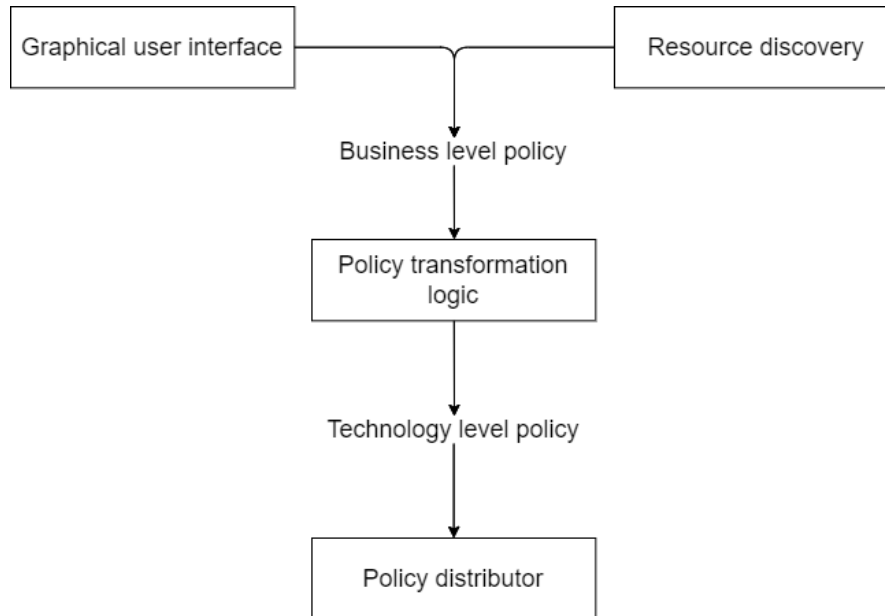 Graphical user interface
Resource discovery
Business level policy
Policy transformation
logic
Technology level policy
Policy distributor